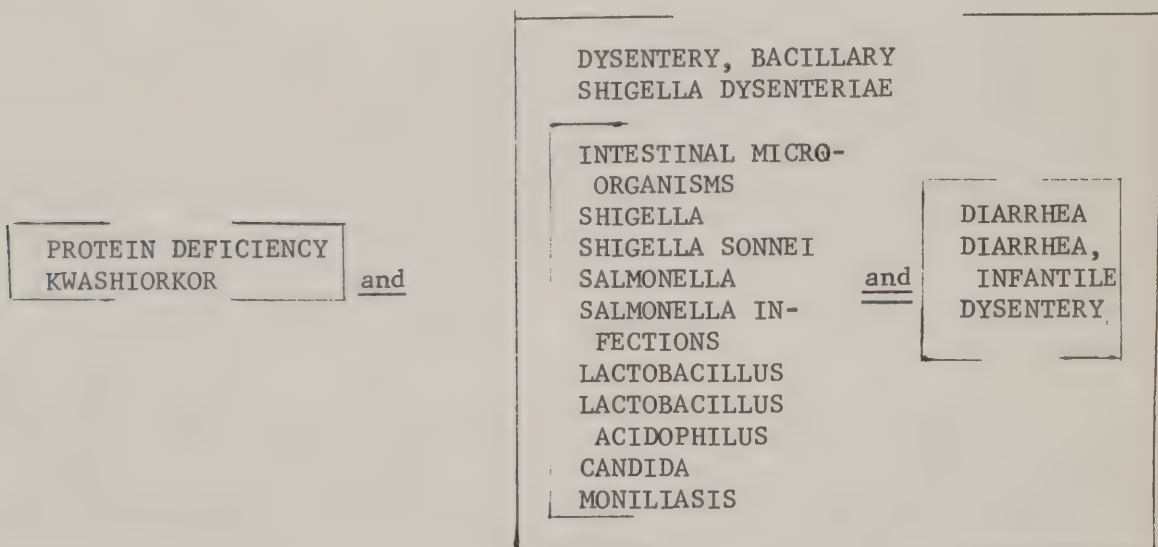 DYSENTERY, BACILLARY
SHIGELLA DYSENTERIAE
PROTEIN DEFICIENCY
KWASHIORKOR
and
INTESTINAL MICRO-
ORGANISMS
SHIGELLA
SHIGELLA SONNEI
SALMONELLA
SALMONELLA IN-
FECTIONS
LACTOBACILLUS
LACTOBACILLUS
ACIDOPHILUS
CANDIDA
MONILIASIS
and
DIARRHEA
DIARRHEA,
INFANTILE
DYSENTERY